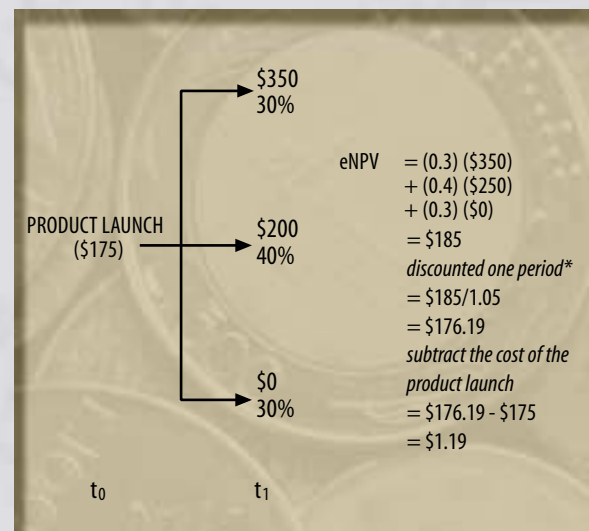 $350
30%
PRODUCT LAUNCH
($175)
$200
40%
$0
30%
t0
t1
eNPV = (0.3) ($350)
+ (0.4) ($250)
+ (0.3) ($0)
= $185
discounted one period*
= $185/1.05
= $176.19
subtract the cost of the
product launch
= $176.19 - $175
= $1.19